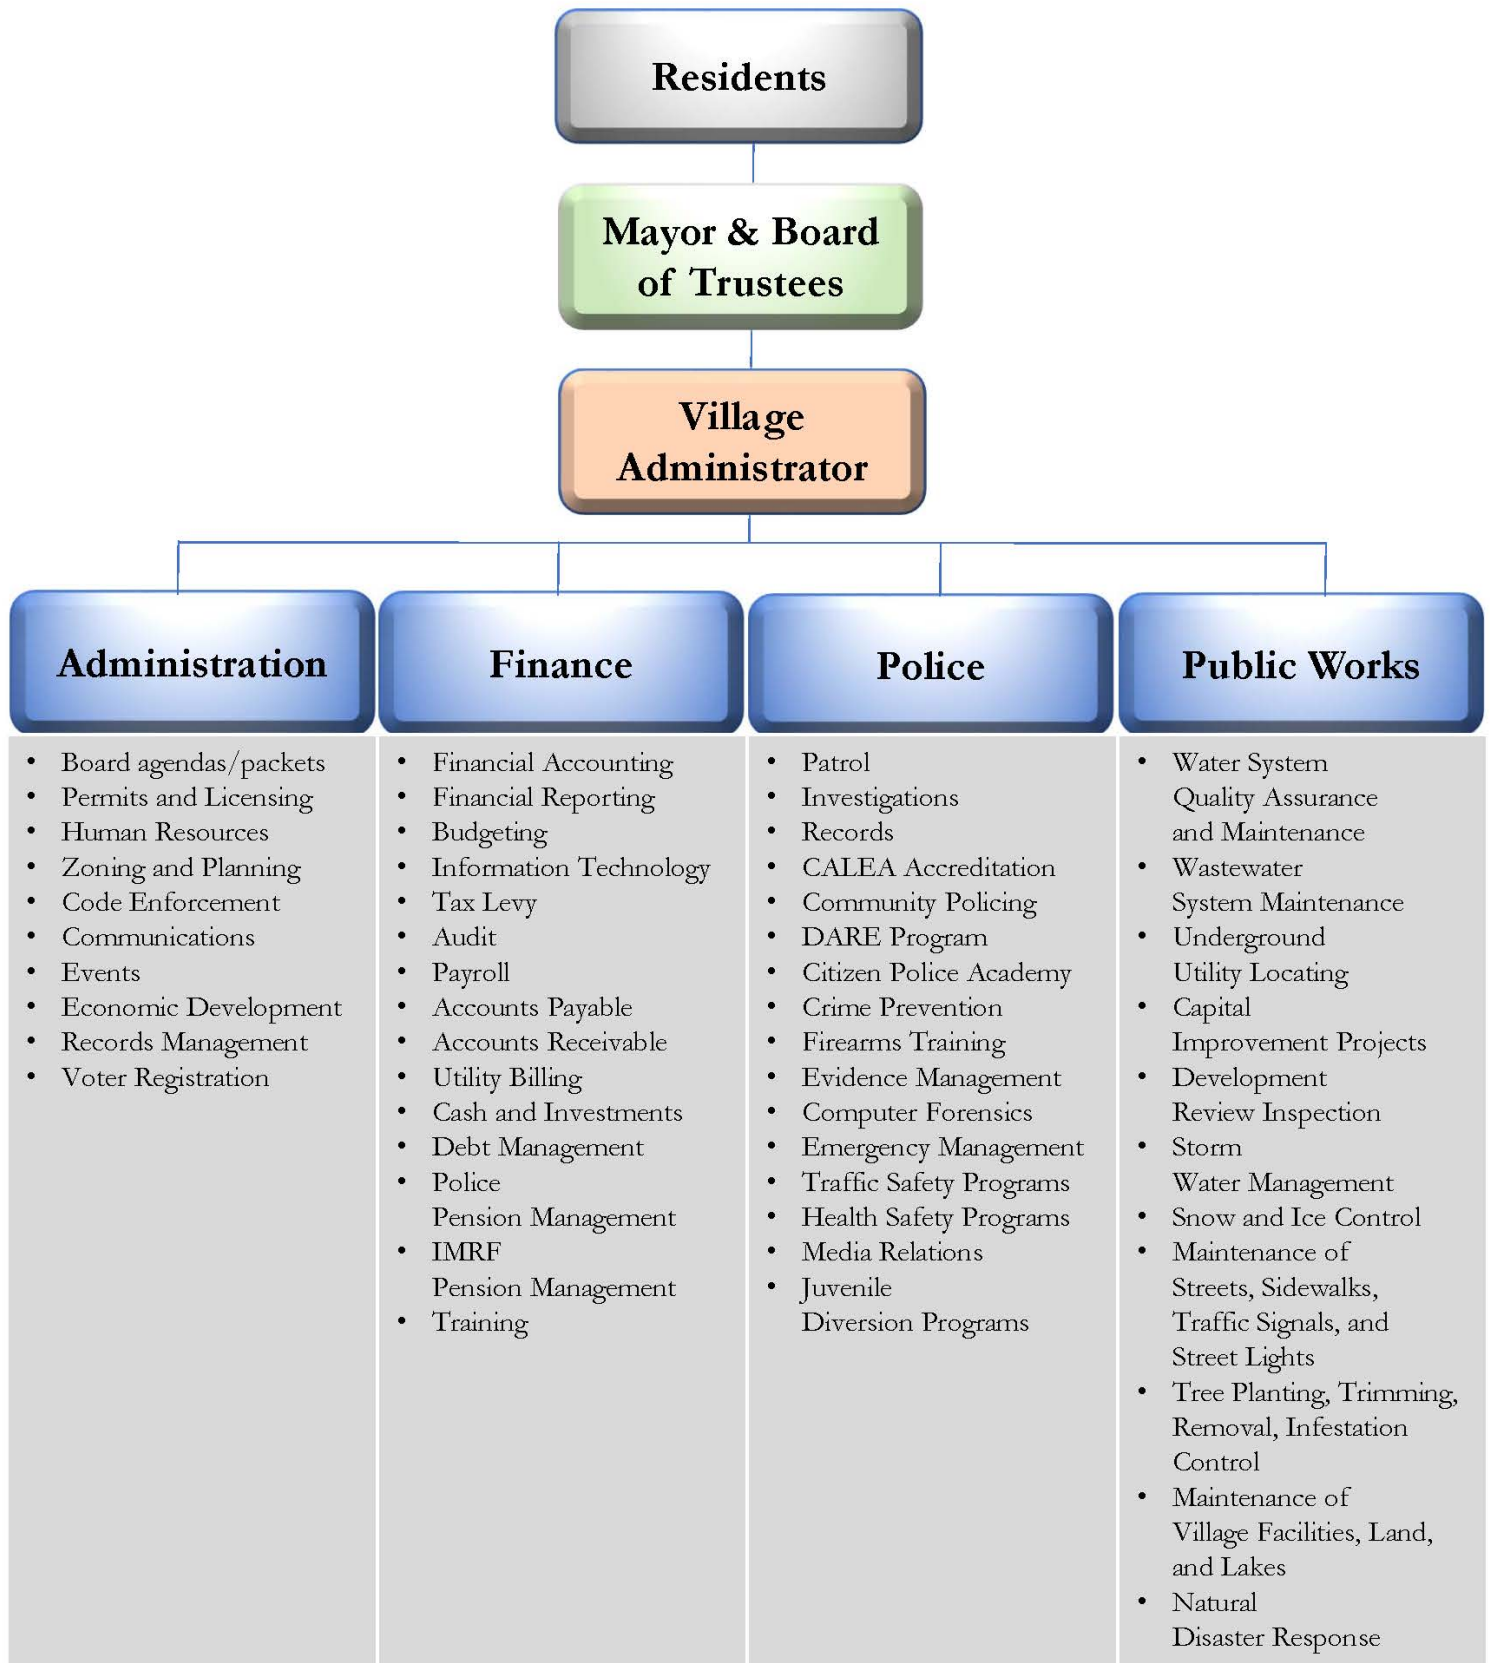 Residents
Mayor & Board
of Trustees
Village
Administrator
Administration
• Board agendas/packets
• Permits and Licensing
• Human Resources
• Zoning and Planning
• Code Enforcement
• Communications
• Events
• Economic Development
• Records Management
• Voter Registration
Finance
• Financial Accounting
• Financial Reporting
• Budgeting
• Information Technology
• Tax Levy
• Audit
• Payroll
• Accounts Payable
• Accounts Receivable
• Utility Billing
• Cash and Investments
• Debt Management
• Police
Pension Management
• IMRF
Pension Management
• Training
Police
• Patrol
• Investigations
• Records
• CALEA Accreditation
• Community Policing
• DARE Program
• Citizen Police Academy
• Crime Prevention
• Firearms Training
• Evidence Management
• Computer Forensics
• Emergency Management
• Traffic Safety Programs
• Health Safety Programs
• Media Relations
• Juvenile
Diversion Programs
Public Works
• Water System
Quality Assurance
and Maintenance
• Wastewater
System Maintenance
• Underground
Utility Locating
• Capital
Improvement Projects
• Development
Review Inspection
• Storm
Water Management
• Snow and Ice Control
• Maintenance of
Streets, Sidewalks,
Traffic Signals, and
Street Lights
• Tree Planting, Trimming,
Removal, Infestation
Control
• Maintenance of
Village Facilities, Land,
and Lakes
• Natural
Disaster Response